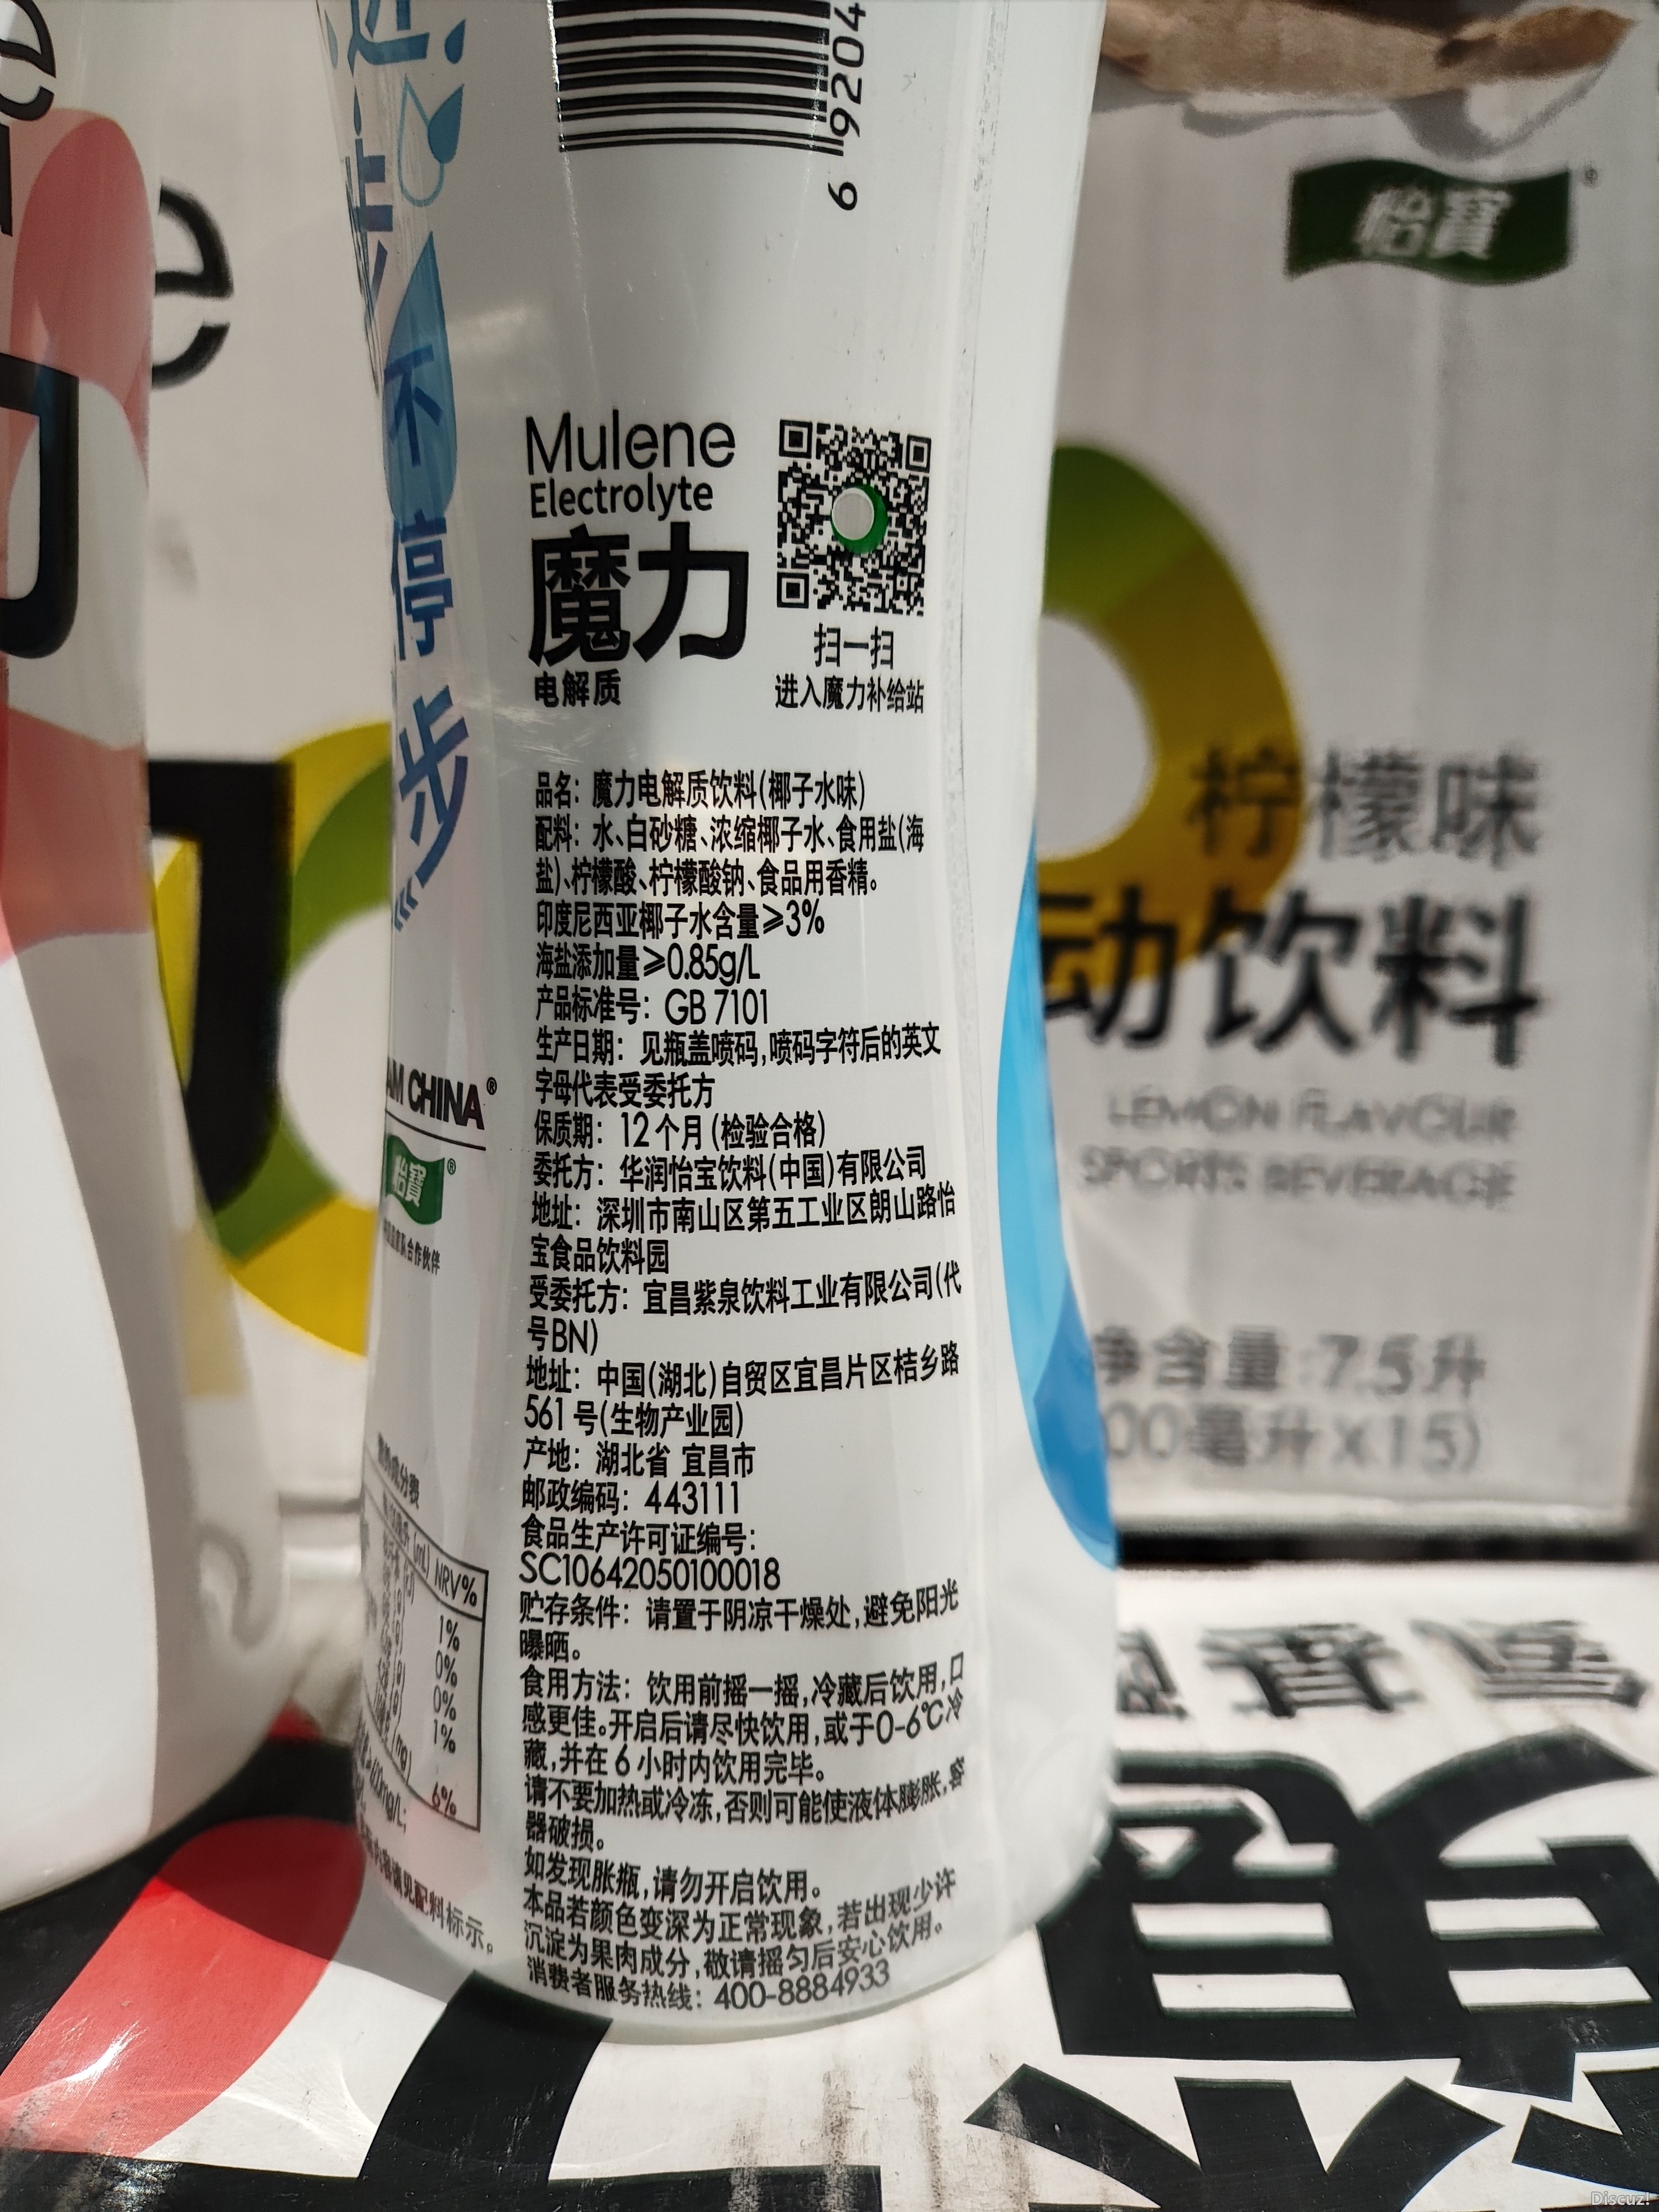 6 9204
不停步
Mulene
Electrolyte
魔力
电解质
扫一扫
进入魔力补给站
品名：魔力电解质饮料(椰子水味)
配料：水、白砂糖、浓缩椰子水、食用盐(海
盐)、柠檬酸、柠檬酸钠、食品用香精。
印度尼西亚椰子水含量≥3%
海盐添加量≥0.85g/L
产品标准号：GB 7101
生产日期：见瓶盖喷码,喷码字符后的英文
字母代表受委托方
保质期：12个月(检验合格)
委托方：华润怡宝饮料(中国)有限公司
地址：深圳市南山区第五工业区朗山路怡
宝食品饮料园
受委托方：宜昌紫泉饮料工业有限公司(代
号BN)
地址：中国(湖北)自贸区宜昌片区桔乡路
561号(生物产业园)
产地：湖北省 宜昌市
邮政编码：443111
食品生产许可证编号：
SC10642050100018
贮存条件：请置于阴凉干燥处,避免阳光
曝晒。
食用方法：饮用前摇一摇,冷藏后饮用,口
感更佳。开启后请尽快饮用,或于0-6℃冷
藏,并在6小时内饮用完毕。
请不要加热或冷冻,否则可能使液体膨胀,容
器破损。
如发现胀瓶,请勿开启饮用。
本品若颜色变深为正常现象,若出现少许
沉淀为果肉成分,敬请摇匀后安心饮用。
消费者服务热线：400-8884933
AM CHINA®
怡寶®
合作伙伴
NRV%
1%
0%
0%
1%
6%
料标示。
怡寶®
柠檬味
动饮料
LEMON FLAVOUR
SPORTS BEVERAGE
净含量:7.5升
00毫升X15)
e
e
Discuz!